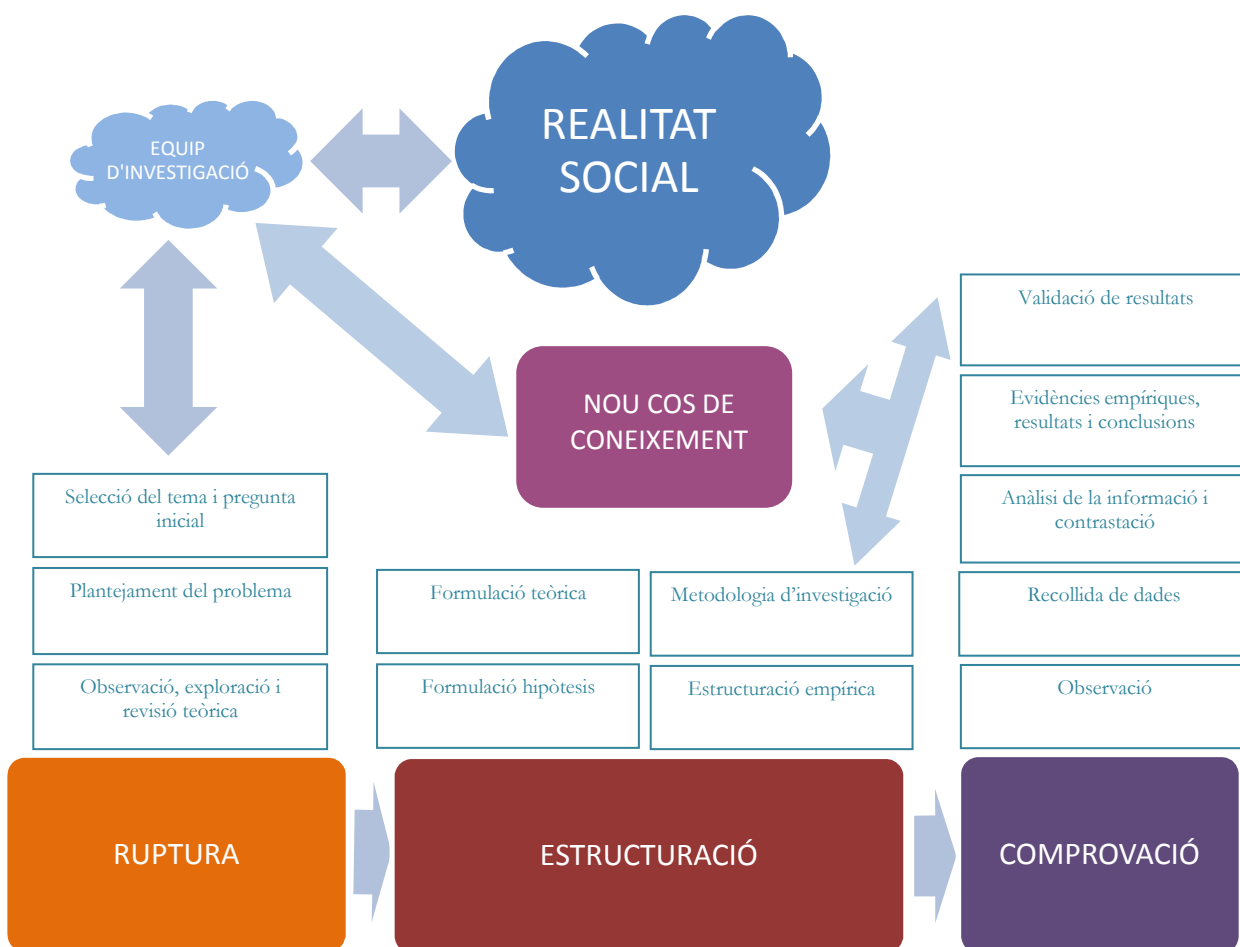 REALITAT
SOCIAL
EQUIP
D'INVESTIGACIÓ
NOU COS DE
CONEIXEMENT
Selecció del tema i pregunta
inicial
Plantejament del problema
Observació, exploració i
revisió teòrica
Formulació teòrica
Formulació hipòtesis
Metodologia d’investigació
Estructuració empírica
Validació de resultats
Evidències empíriques,
resultats i conclusions
Anàlisi de la informació i
contrastació
Recollida de dades
Observació
RUPTURA
ESTRUCTURACIÓ
COMPROVACIÓ